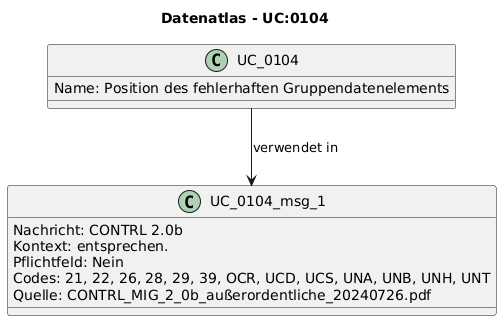 Datenatlas - UC:0104
C UC_0104
Name: Position des fehlerhaften Gruppendatenelements
verwendet in
C UC_0104_msg_1
Nachricht: CONTRL 2.0b
Kontext: entsprechen.
Pflichtfeld: Nein
Codes: 21, 22, 26, 28, 29, 39, OCR, UCD, UCS, UNA, UNB, UNH, UNT
Quelle: CONTRL_MIG_2_0b_außerordentliche_20240726.pdf